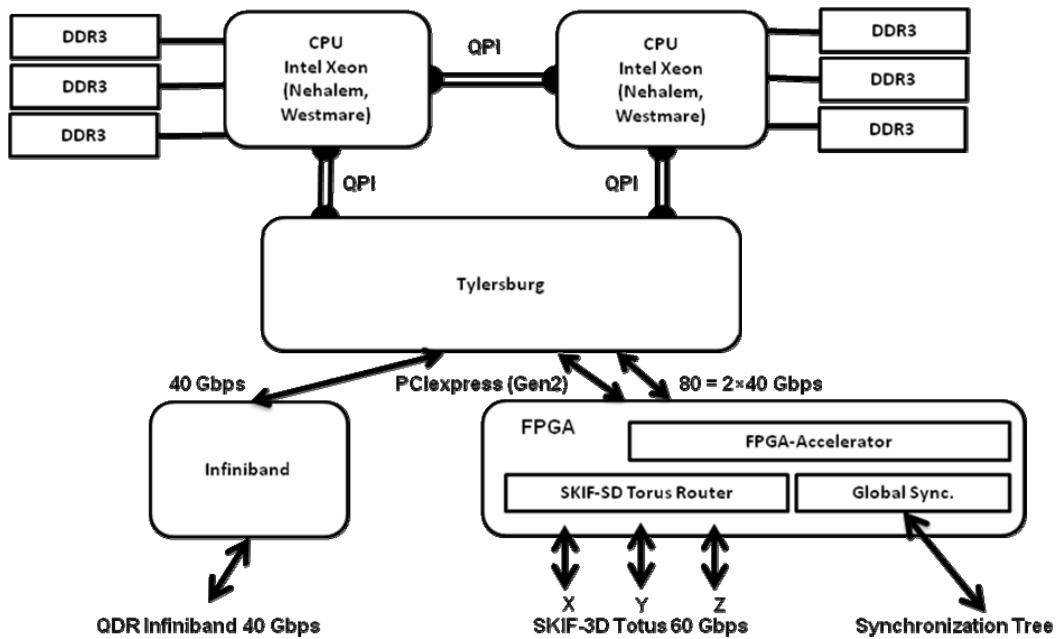 DDR3
DDR3
DDR3
CPU
Intel Xeon
(Nehalem,
Westmare)
QPI
CPU
Intel Xeon
(Nehalem,
Westmare)
DDR3
DDR3
DDR3
QPI
QPI
Tylersburg
40 Gbps
PCIexpress (Gen2)
80 = 2×40 Gbps
Infiniband
FPGA
FPGA-Accelerator
SKIF-SD Torus Router
Global Sync.
X Y Z
QDR Infiniband 40 Gbps
SKIF-3D Totus 60 Gbps
Synchronization Tree